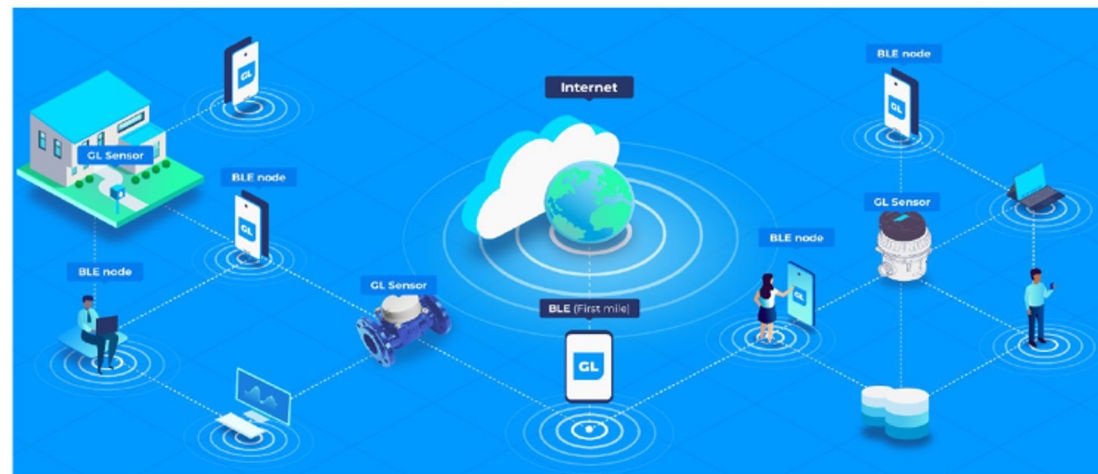 GL
GL Sensor
BLE node
GL
BLE node
GL Sensor
Internet
BLE (First mile)
GL
BLE node
GL
BLE node
GL
GL Sensor